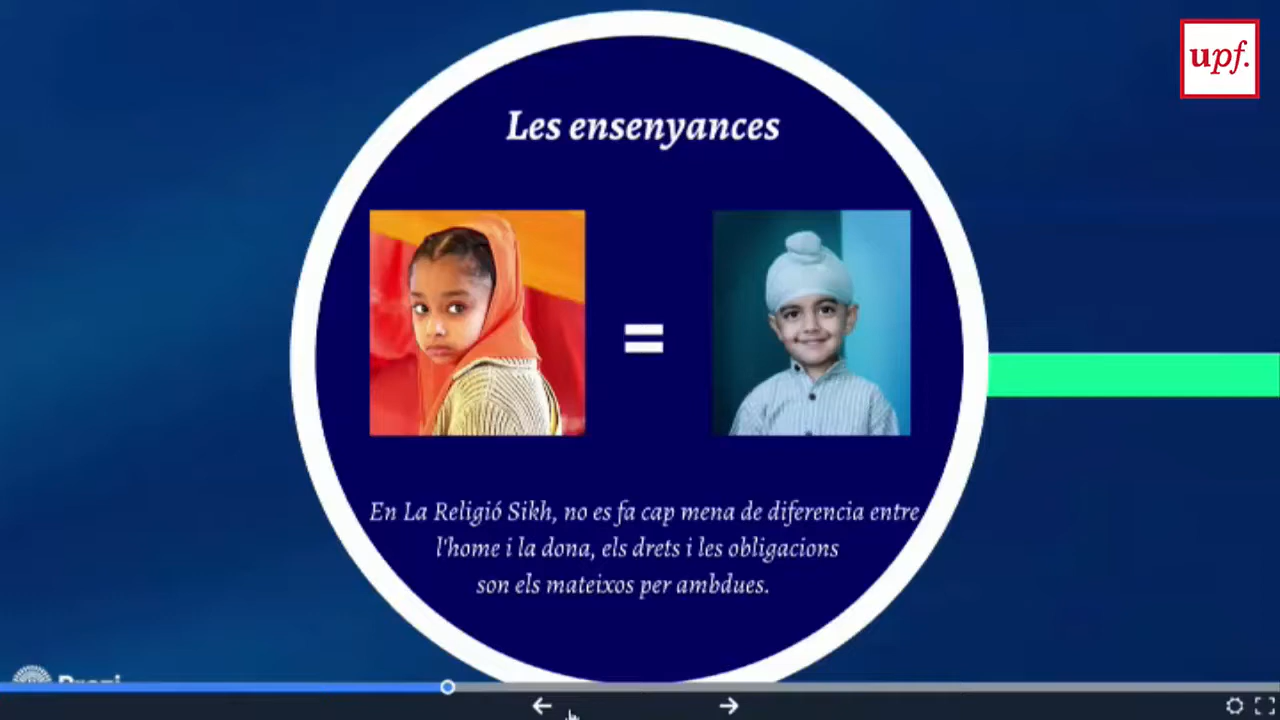 upf.
Les ensenyances
=
En La Religió Sikh, no es fa cap mena de diferencia entre
l'home i la dona, els drets i les obligacions
son els mateixos per ambdues.
Prezi